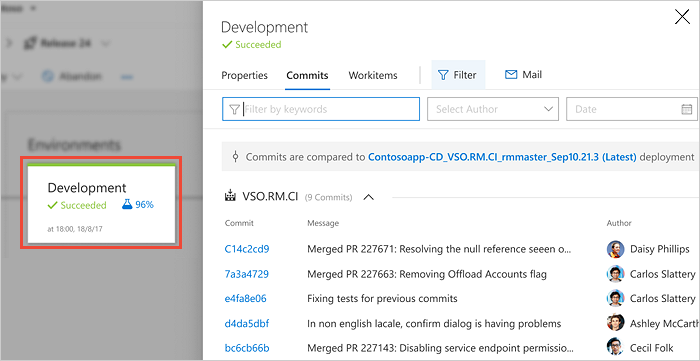 Release 24
Abandon
Environments
Development
Succeeded
96%
at 18:00, 18/8/17
Development
Succeeded
Properties
Commits
Workitems
Filter
Mail
Filter by keywords
Select Author
Date
Commits are compared to Contosoapp-CD_VSO.RM.CI_rmmaster_Sep10.21.3 (Latest) deployment
VSO.RM.CI (9 Commits)
Commit Message Author
C14c2cd9 Merged PR 227671: Resolving the null reference seeen o... Daisy Phillips
7a3a4729 Merged PR 227663: Removing Offload Accounts flag Carlos Slattery
e4fa8e06 Fixing tests for previous commits Carlos Slattery
d4da5dbf In non english lacale, confirm dialog is having problems Ashley McCarth
bc6cb66b Merged PR 227143: Disabling service endpoint permissio... Cecil Folk